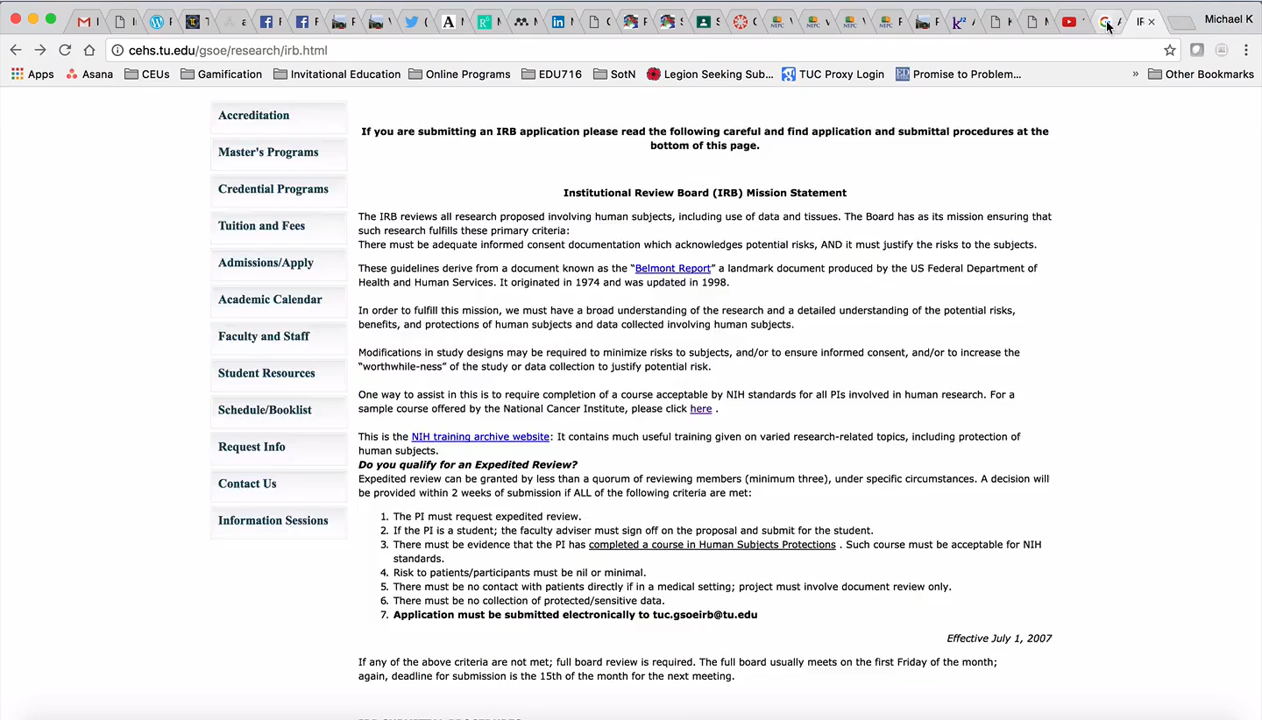 Michael K
cehs.tu.edu/gsoe/research/irb.html
Apps Asana CEUs Gamification Invitational Education Online Programs EDU716 SotN Legion Seeking Sub... TUC Proxy Login Promise to Problem... » Other Bookmarks
Accreditation
Master's Programs
Credential Programs
Tuition and Fees
Admissions/Apply
Academic Calendar
Faculty and Staff
Student Resources
Schedule/Booklist
Request Info
Contact Us
Information Sessions
If you are submitting an IRB application please read the following careful and find application and submittal procedures at the
bottom of this page.
Institutional Review Board (IRB) Mission Statement
The IRB reviews all research proposed involving human subjects, including use of data and tissues. The Board has as its mission ensuring that
such research fulfills these primary criteria:
There must be adequate informed consent documentation which acknowledges potential risks, AND it must justify the risks to the subjects.
These guidelines derive from a document known as the “Belmont Report” a landmark document produced by the US Federal Department of
Health and Human Services. It originated in 1974 and was updated in 1998.
In order to fulfill this mission, we must have a broad understanding of the research and a detailed understanding of the potential risks,
benefits, and protections of human subjects and data collected involving human subjects.
Modifications in study designs may be required to minimize risks to subjects, and/or to ensure informed consent, and/or to increase the
“worthwhile-ness” of the study or data collection to justify potential risk.
One way to assist in this is to require completion of a course acceptable by NIH standards for all PIs involved in human research. For a
sample course offered by the National Cancer Institute, please click here .
This is the NIH training archive website: It contains much useful training given on varied research-related topics, including protection of
human subjects.
Do you qualify for an Expedited Review?
Expedited review can be granted by less than a quorum of reviewing members (minimum three), under specific circumstances. A decision will
be provided within 2 weeks of submission if ALL of the following criteria are met:
1. The PI must request expedited review.
2. If the PI is a student; the faculty adviser must sign off on the proposal and submit for the student.
3. There must be evidence that the PI has completed a course in Human Subjects Protections . Such course must be acceptable for NIH
standards.
4. Risk to patients/participants must be nil or minimal.
5. There must be no contact with patients directly if in a medical setting; project must involve document review only.
6. There must be no collection of protected/sensitive data.
7. Application must be submitted electronically to tuc.gsoeirb@tu.edu
Effective July 1, 2007
If any of the above criteria are not met; full board review is required. The full board usually meets on the first Friday of the month;
again, deadline for submission is the 15th of the month for the next meeting.